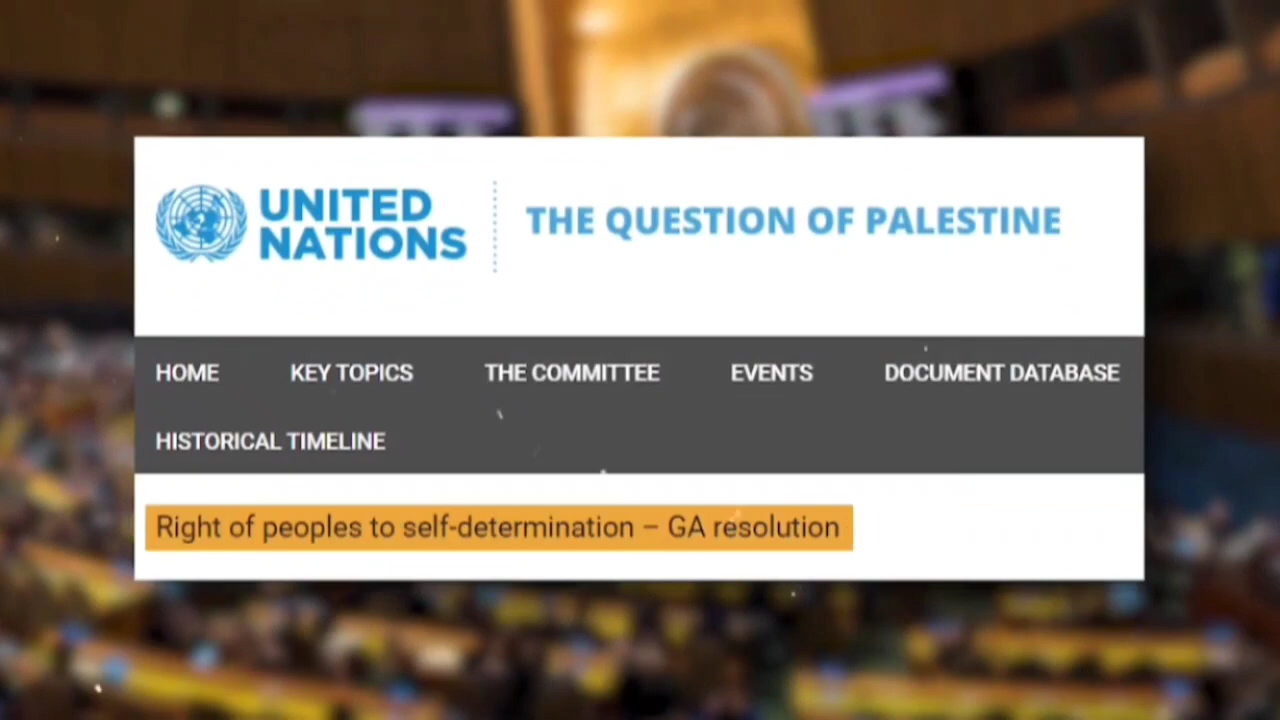 UNITED
NATIONS
THE QUESTION OF PALESTINE
HOME KEY TOPICS THE COMMITTEE EVENTS DOCUMENT DATABASE
HISTORICAL TIMELINE
Right of peoples to self-determination – GA resolution